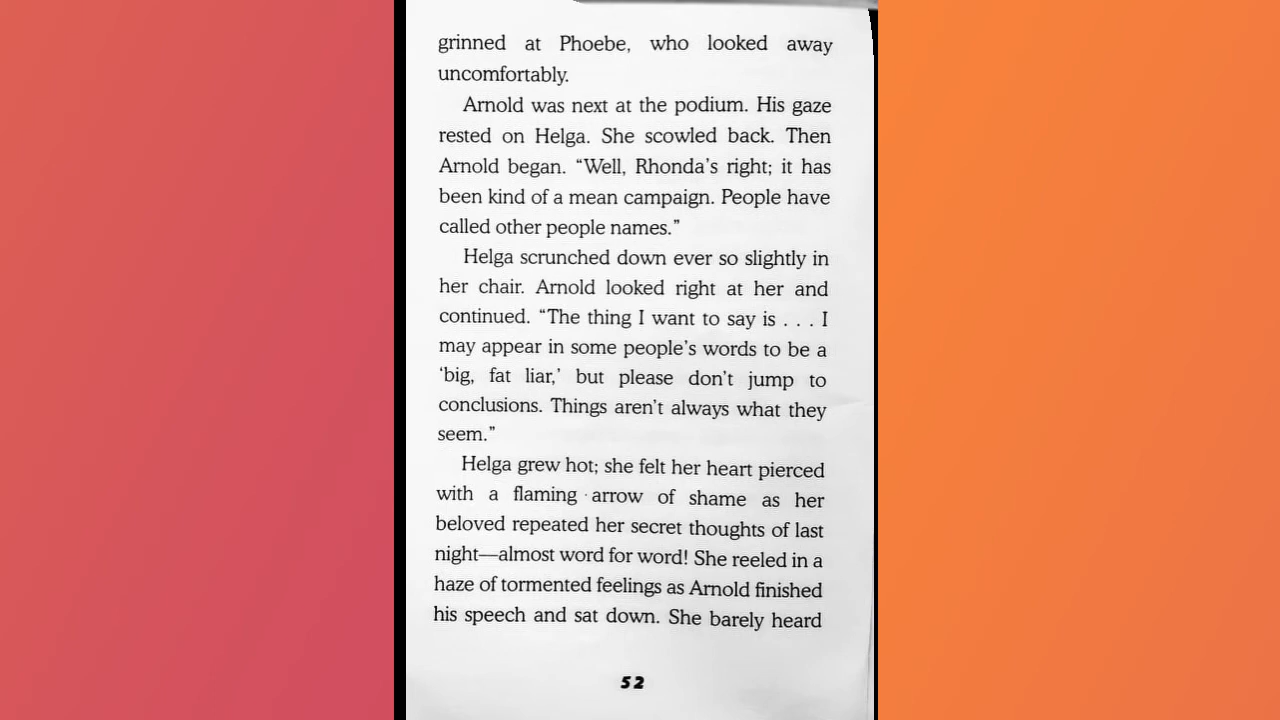 grinned at Phoebe, who looked away
uncomfortably.
Arnold was next at the podium. His gaze
rested on Helga. She scowled back. Then
Arnold began. “Well, Rhonda’s right; it has
been kind of a mean campaign. People have
called other people names.”
Helga scrunched down ever so slightly in
her chair. Arnold looked right at her and
continued. “The thing I want to say is . . . I
may appear in some people’s words to be a
‘big, fat liar,’ but please don’t jump to
conclusions. Things aren’t always what they
seem.”
Helga grew hot; she felt her heart pierced
with a flaming arrow of shame as her
beloved repeated her secret thoughts of last
night—almost word for word! She reeled in a
haze of tormented feelings as Arnold finished
his speech and sat down. She barely heard
52